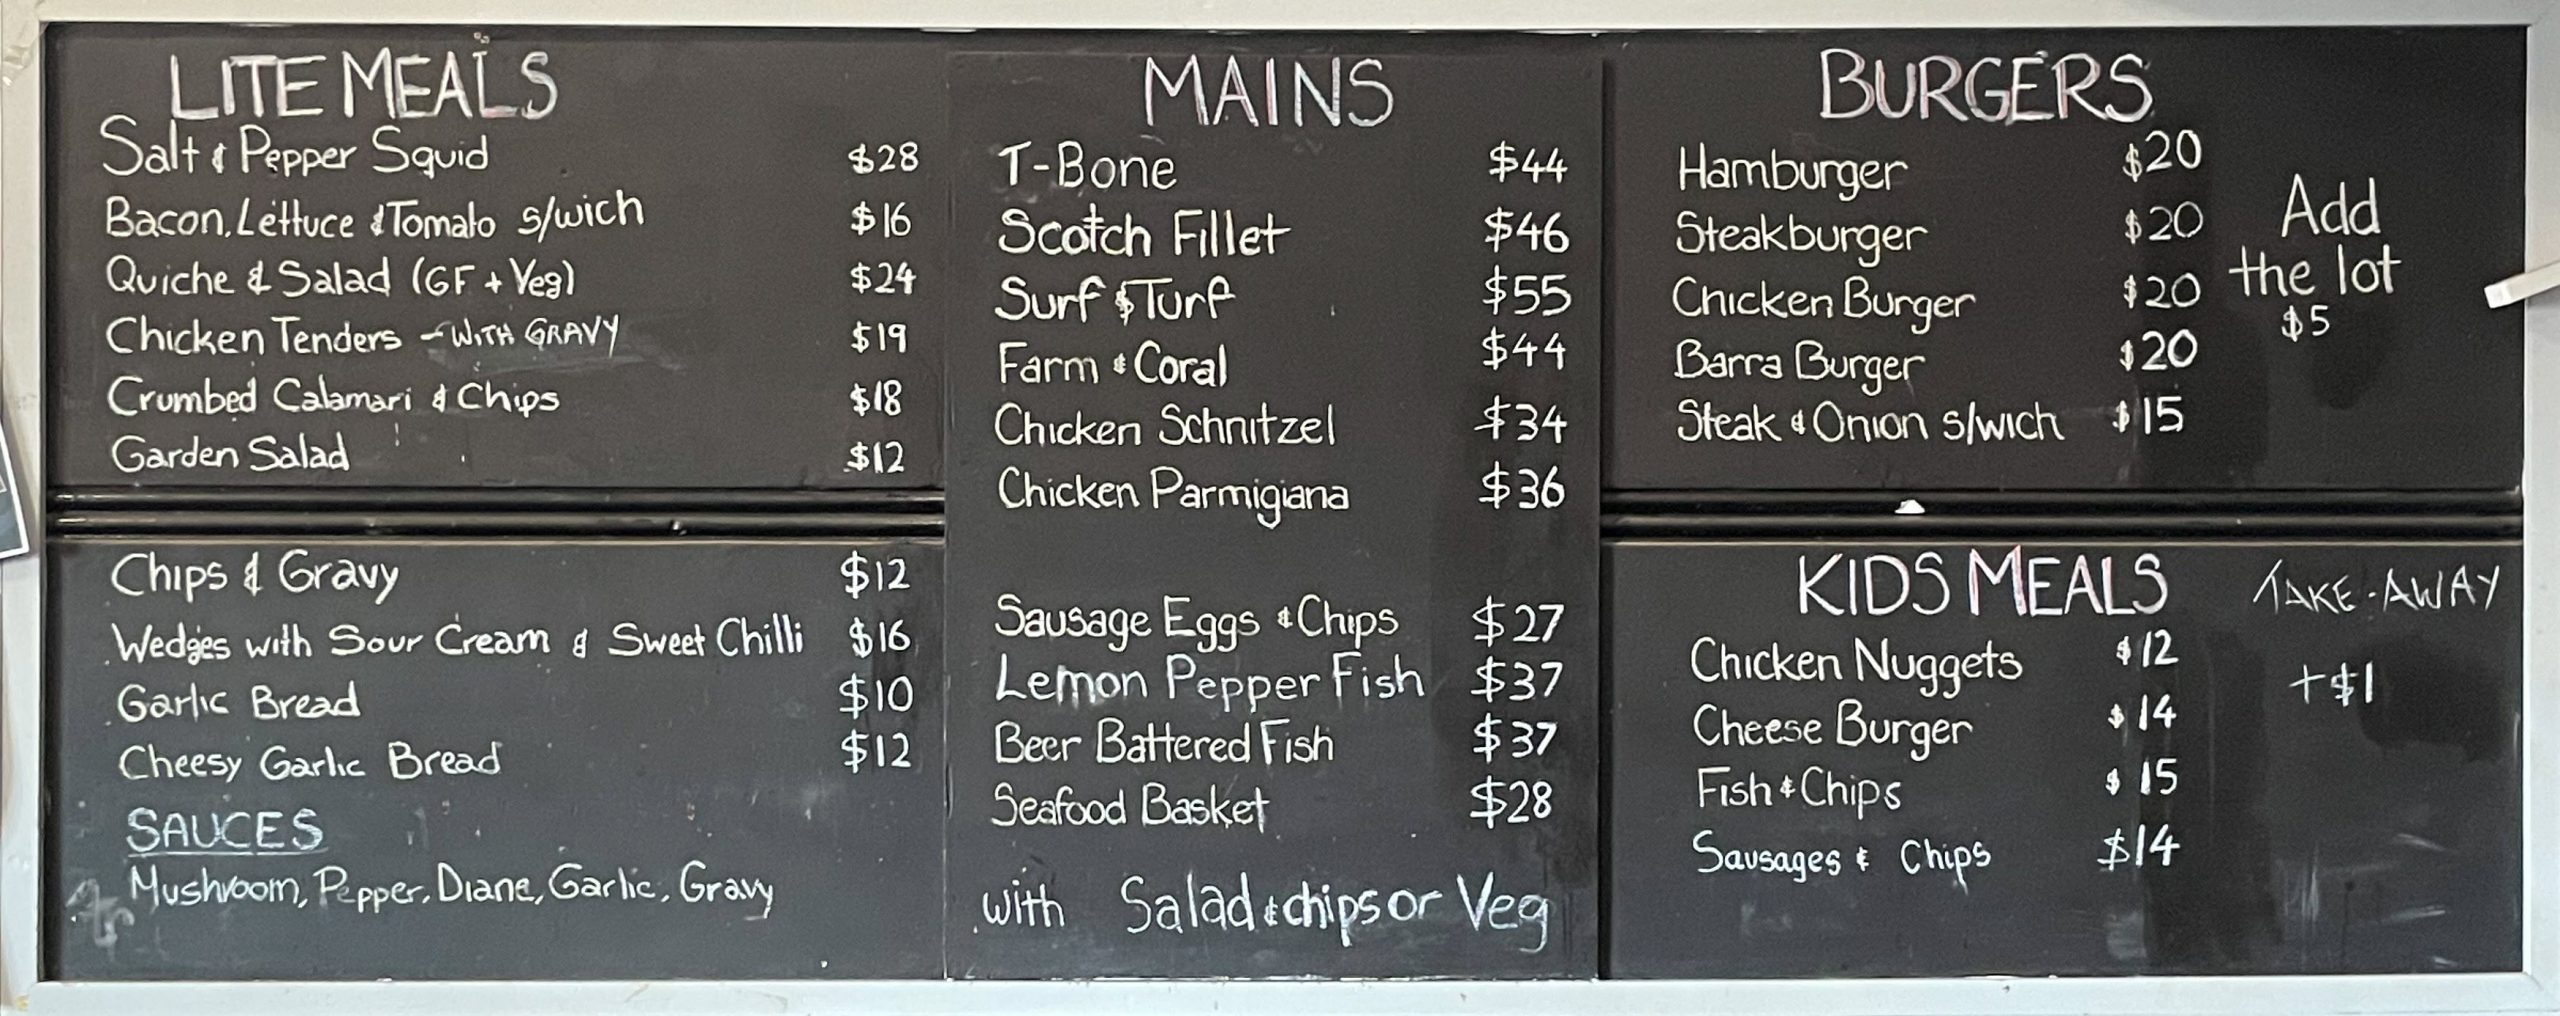 LITE MEALS
Salt & Pepper Squid $28
Bacon, Lettuce & Tomato s/wich $16
Quiche & Salad (GF + Veg) $24
Chicken Tenders - WITH GRAVY $19
Crumbed Calamari & Chips $18
Garden Salad $12
Chips & Gravy $12
Wedges with Sour Cream & Sweet Chilli $16
Garlic Bread $10
Cheesy Garlic Bread $12
SAUCES
Mushroom, Pepper, Diane, Garlic, Gravy
MAINS
T-Bone $44
Scotch Fillet $46
Surf & Turf $55
Farm & Coral $44
Chicken Schnitzel $34
Chicken Parmigiana $36
Sausage Eggs & Chips $27
Lemon Pepper Fish $37
Beer Battered Fish $37
Seafood Basket $28
with Salad & chips or Veg
BURGERS
Hamburger $20
Steakburger $20
Chicken Burger $20
Barra Burger $20
Steak & Onion s/wich $15
Add
the lot
$5
KIDS MEALS
Chicken Nuggets $12
Cheese Burger $14
Fish & Chips $15
Sausages & Chips $14
TAKE-AWAY
+$1